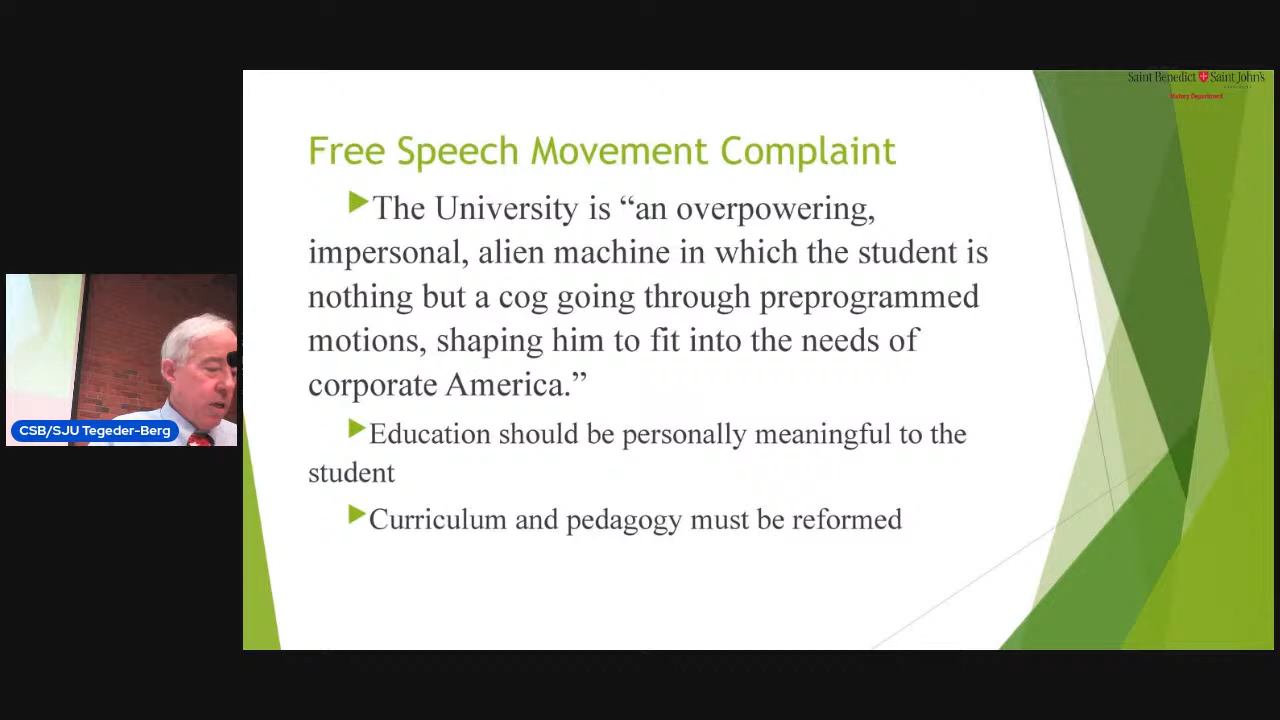 Saint Benedict Saint John's
History Department
Free Speech Movement Complaint
The University is “an overpowering,
impersonal, alien machine in which the student is
nothing but a cog going through preprogrammed
motions, shaping him to fit into the needs of
corporate America.”
Education should be personally meaningful to the
student
Curriculum and pedagogy must be reformed
CSB/SJU Tegeder-Berg